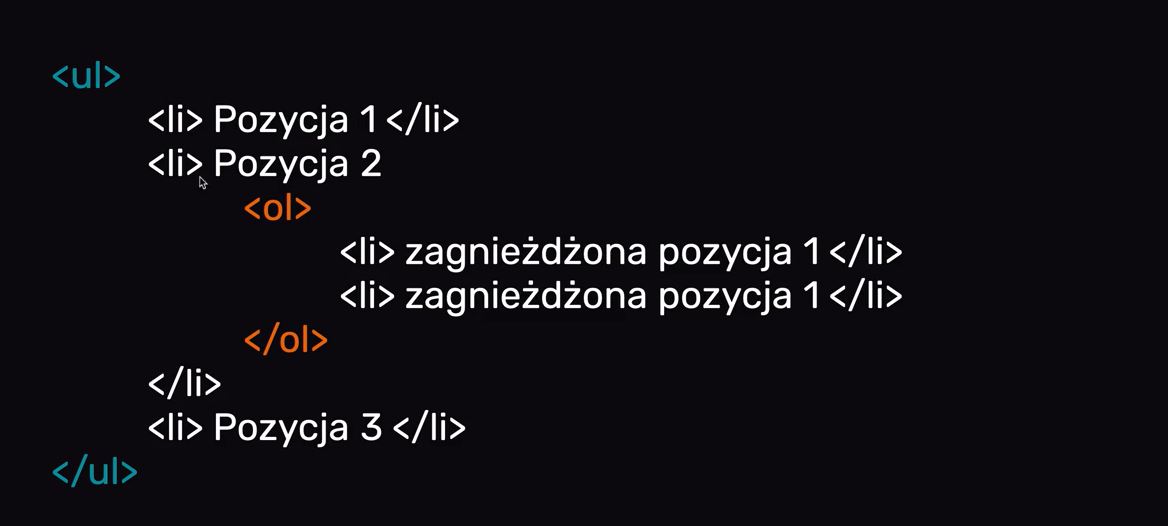 <ul>
<li> Pozycja 1 </li>
<li> Pozycja 2
<ol>
<li> zagnieżdżona pozycja 1 </li>
<li> zagnieżdżona pozycja 1 </li>
</ol>
</li>
<li> Pozycja 3 </li>
</ul>